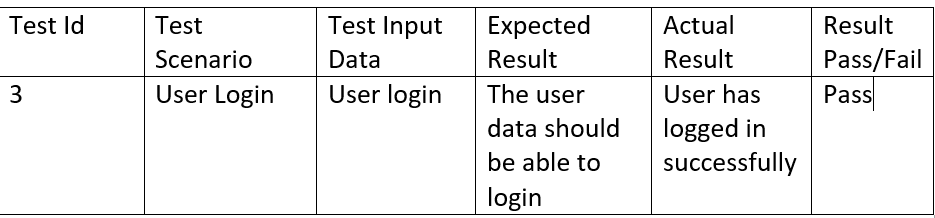 Test Id
Test
Scenario
Test Input
Data
Expected
Result
Actual
Result
Result
Pass/Fail
3
User Login
User login
The user
data should
be able to
login
User has
logged in
successfully
Pass